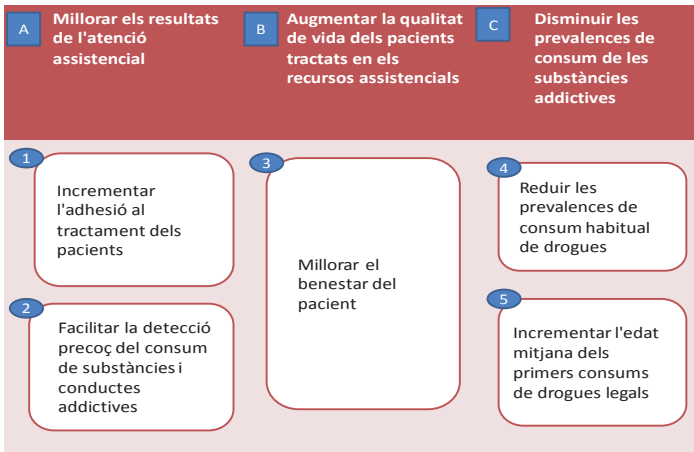 A
Millorar els resultats
de l'atenció
assistencial
B
Augmentar la qualitat
de vida dels pacients
tractats en els
recursos assistencials
C
Disminuir les
prevalences de
consum de les
substàncies
addictives
1
Incrementar
l'adhesió al
tractament dels
pacients
2
Facilitar la detecció
precoç del consum
de substàncies i
conductes
addictives
3
Millorar el
benestar del
pacient
4
Reduir les
prevalences de
consum habitual
de drogues
5
Incrementar l'edat
mitjana dels
primers consums
de drogues legals